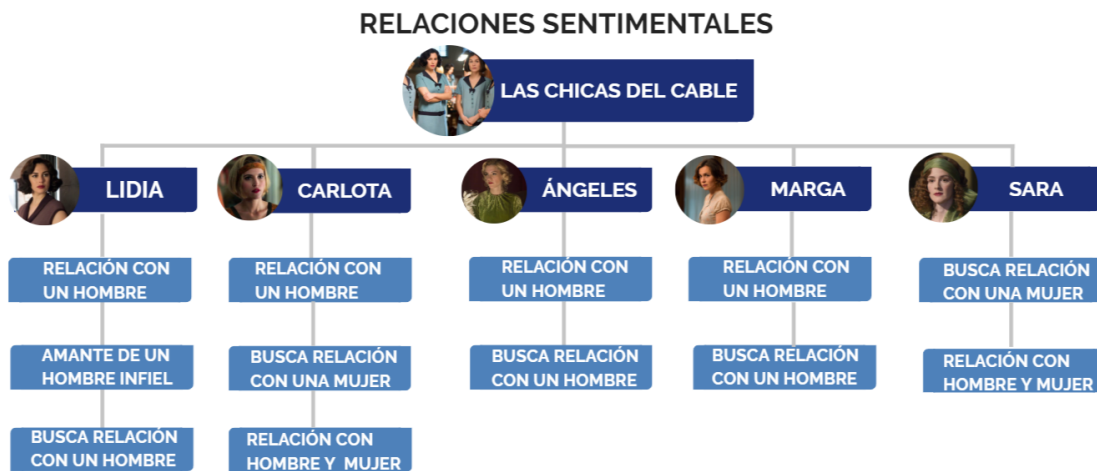 RELACIONES SENTIMENTALES
LAS CHICAS DEL CABLE
LIDIA
CARLOTA
ÁNGELES
MARGA
SARA
RELACIÓN CON
UN HOMBRE
AMANTE DE UN
HOMBRE INFIEL
BUSCA RELACIÓN
CON UN HOMBRE
RELACIÓN CON
UN HOMBRE
BUSCA RELACIÓN
CON UNA MUJER
RELACIÓN CON
HOMBRE Y MUJER
RELACIÓN CON
UN HOMBRE
BUSCA RELACIÓN
CON UN HOMBRE
RELACIÓN CON
UN HOMBRE
BUSCA RELACIÓN
CON UN HOMBRE
BUSCA RELACIÓN
CON UNA MUJER
RELACIÓN CON
HOMBRE Y MUJER